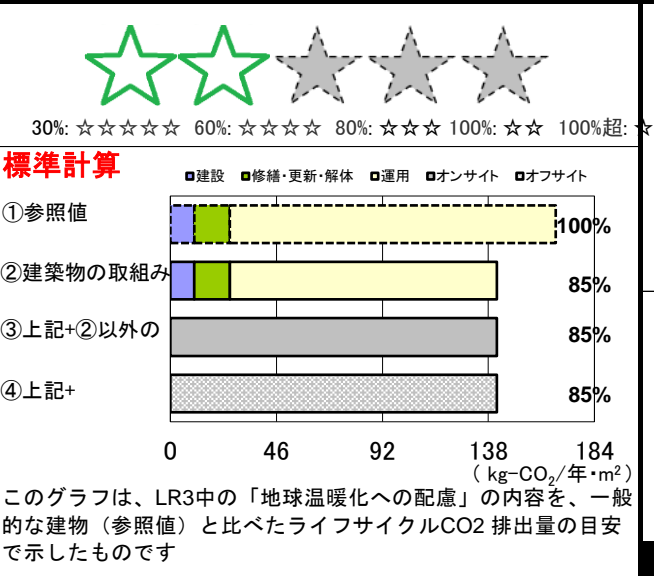 30%: ☆☆☆☆☆ 60%: ☆☆☆☆ 80%: ☆☆☆ 100%: ☆☆ 100%超: ☆
標準計算
■建設 ■修繕・更新・解体 ■運用 ■オンサイト ■オフサイト
①参照値 100%
②建築物の取組み 85%
③上記+②以外の 85%
④上記+ 85%
0 46 92 138 184
( kg-CO₂/年・m²)
このグラフは、LR3中の「地球温暖化への配慮」の内容を、一般
的な建物（参照値）と比べたライフサイクルCO2 排出量の目安
で示したものです